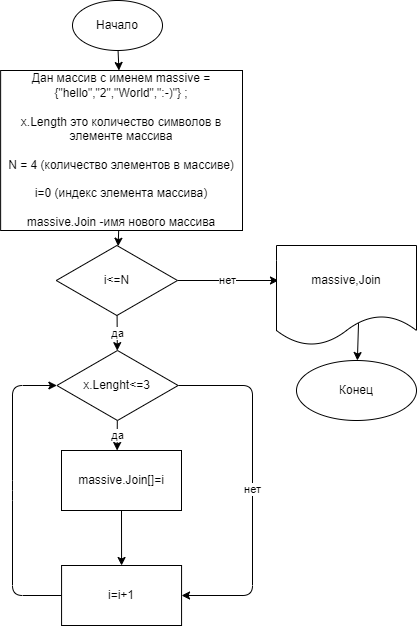 Начало
Дан массив с именем massive =
{"hello","2","World",":-)"} ;
x.Length это количество символов в
элементе массива
N = 4 (количество элементов в массиве)
i=0 (индекс элемента массива)
massive.Join -имя нового массива
i<=N
нет
massive,Join
да
Конец
x.Lenght<=3
да
massive.Join[]=i
нет
i=i+1